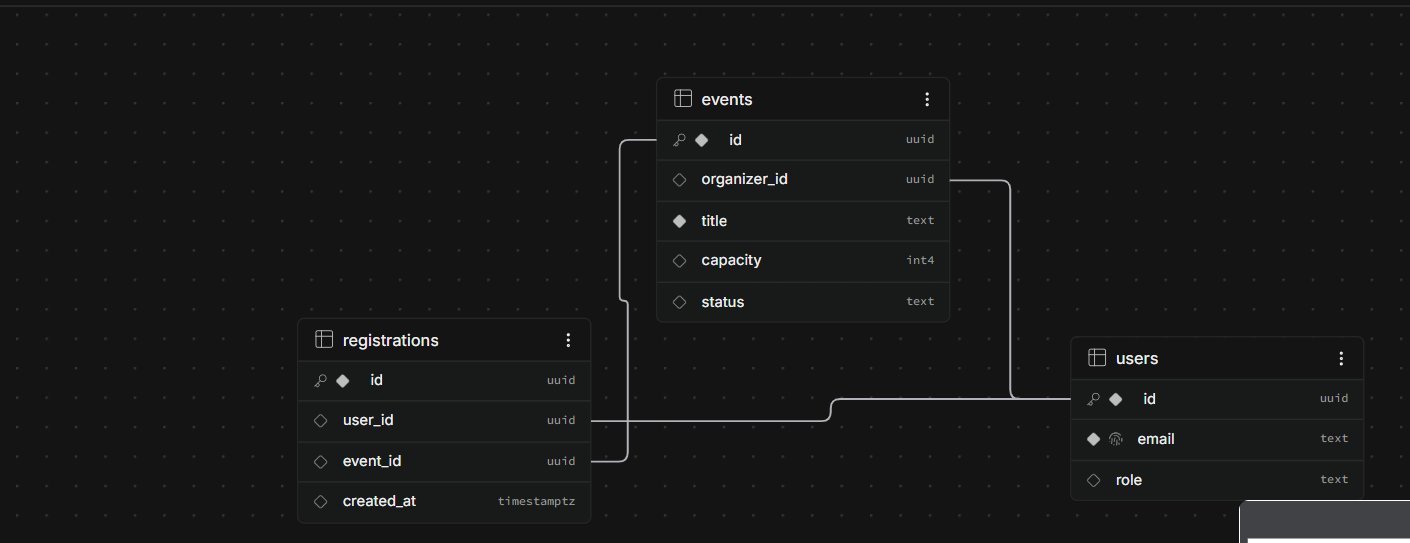 events
id uuid
organizer_id uuid
title text
capacity int4
status text
registrations
id uuid
user_id uuid
event_id uuid
created_at timestamptz
users
id uuid
email text
role text